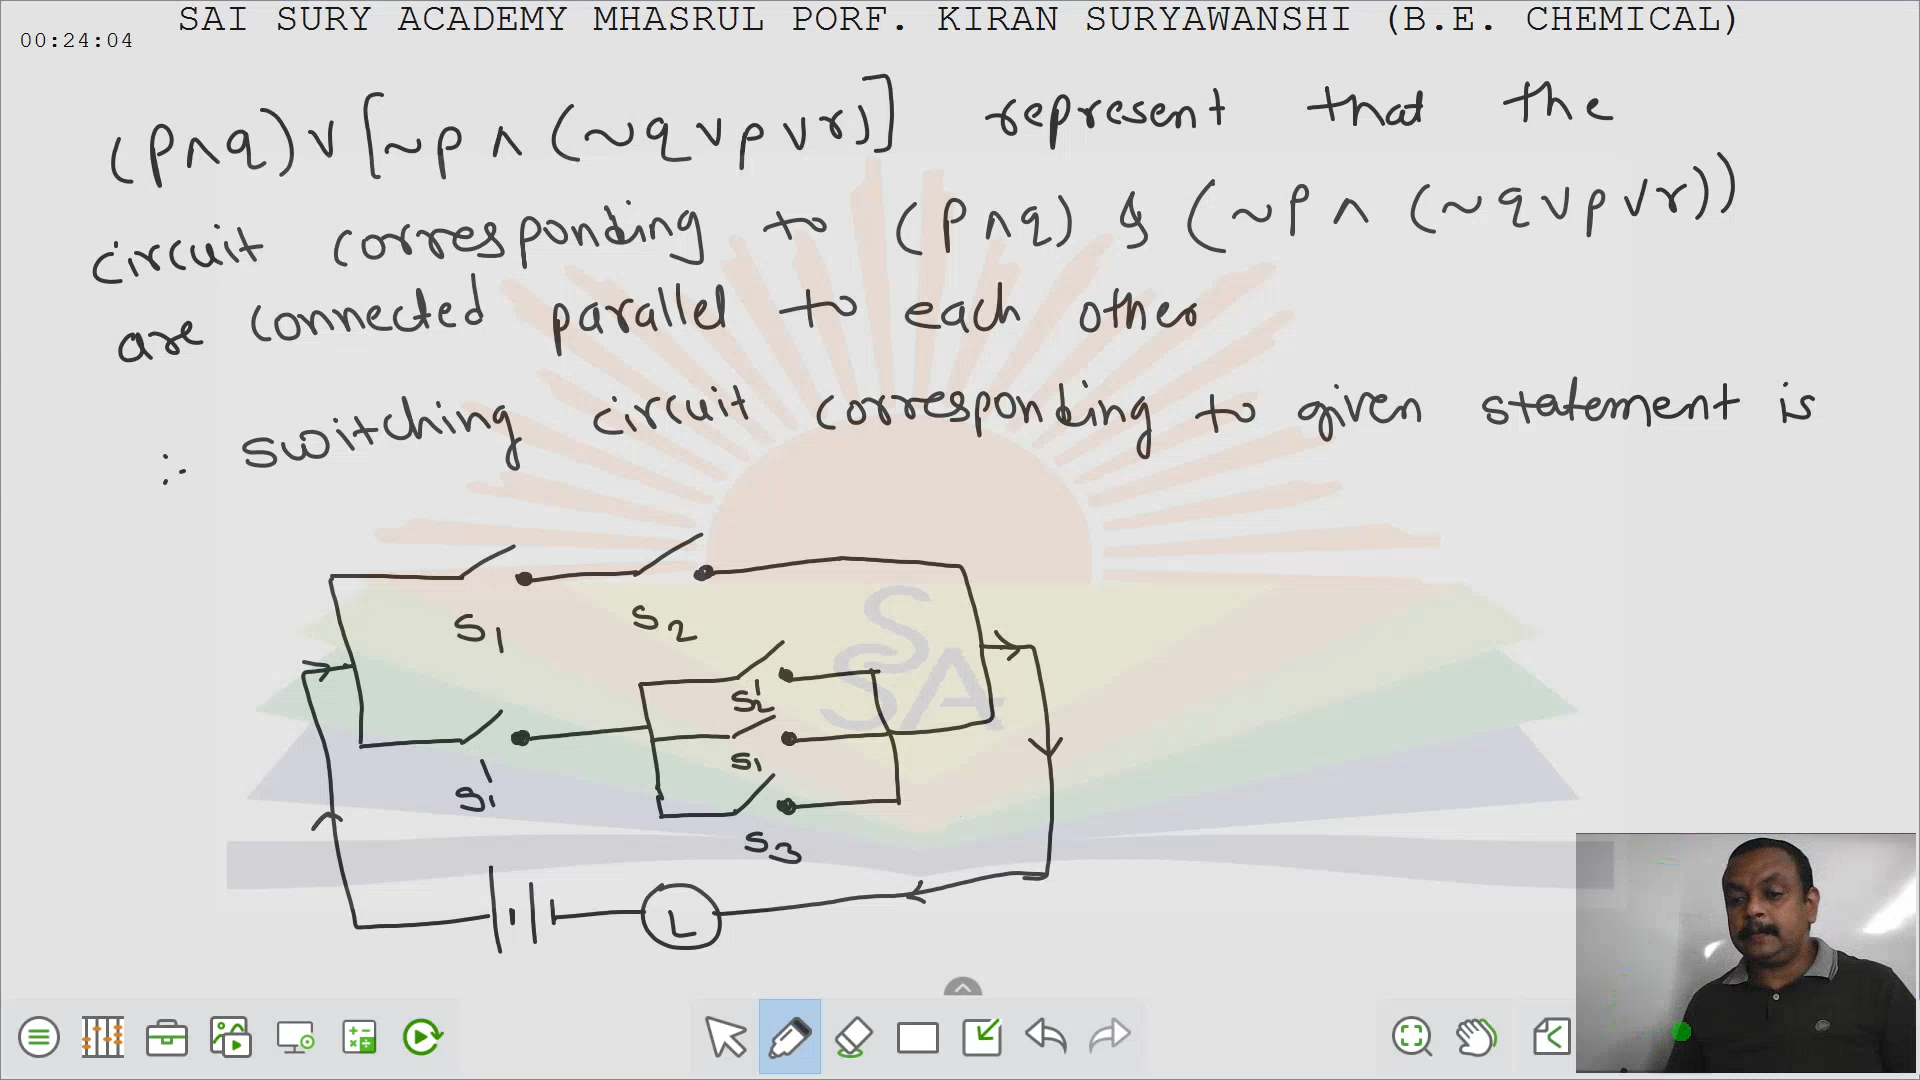 SAI SURY ACADEMY MHASRUL PORF. KIRAN SURYAWANSHI (B.E. CHEMICAL)
00:24:04
(p∧q)∨[~p∧(~q∨p∨r)] represent that the
circuit corresponding to (p∧q) & (~p∧(~q∨p∨r))
are connected parallel to each other
∴ switching circuit corresponding to given statement is
S1
S2
S2'
S1
S1'
S3
L
SSA